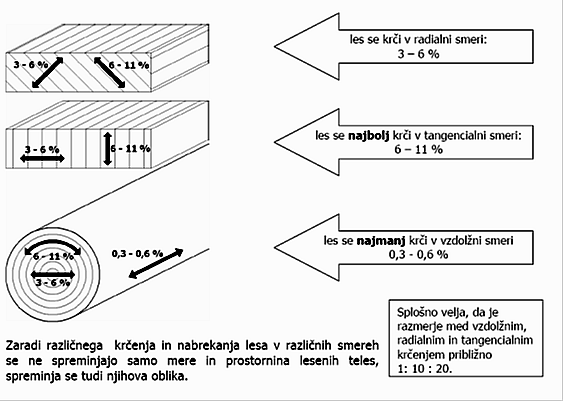 3 - 6 %
6 - 11 %
les se krči v radialni smeri:
3 – 6 %
3 - 6 %
6 - 11 %
les se najbolj krči v tangencialni smeri:
6 – 11 %
6 - 11 %
3 - 6 %
0,3 - 0,6 %
les se najmanj krči v vzdolžni smeri
0,3 - 0,6 %
Splošno velja, da je
razmerje med vzdolžnim,
radialnim in tangencialnim
krčenjem približno
1: 10 : 20.
Zaradi različnega krčenja in nabrekanja lesa v različnih smereh
se ne spreminjajo samo mere in prostornina lesenih teles,
spreminja se tudi njihova oblika.